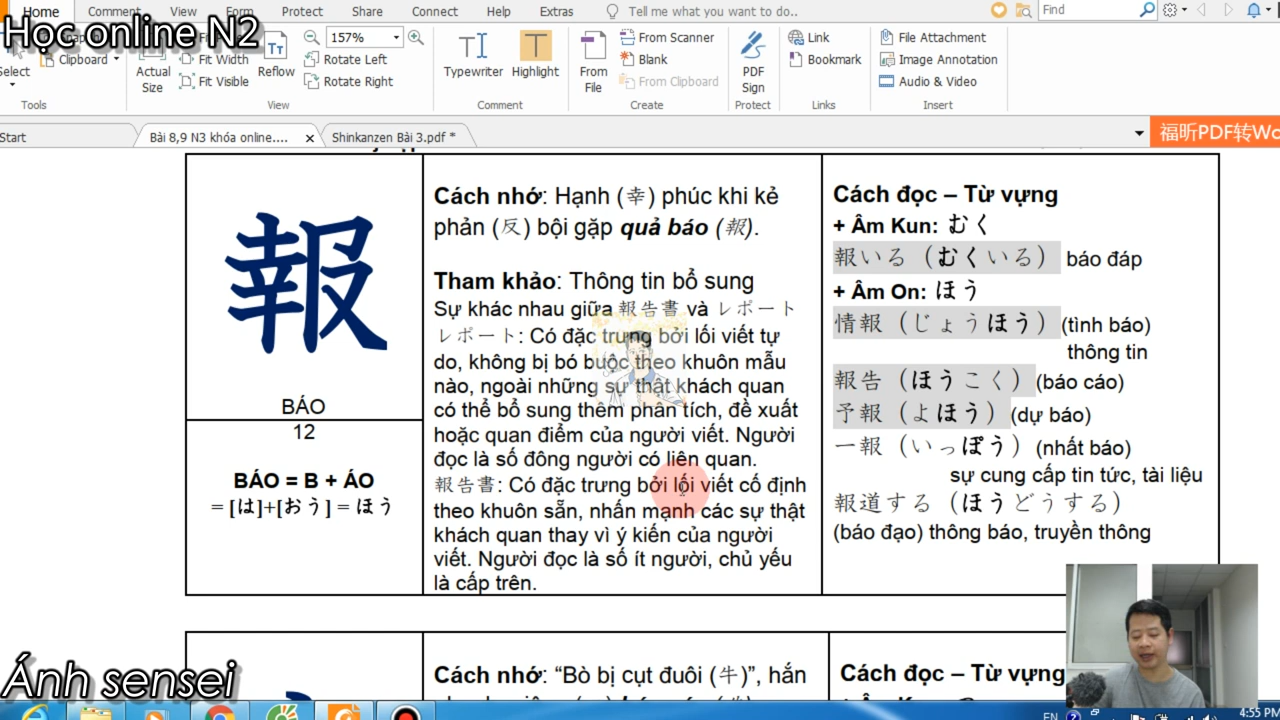 Home Comment View Form Protect Share Connect Help Extras Tell me what you want to do.. Find
Học online N2
Select
Clipboard
Actual Size
Fit Width
Fit Visible
Reflow
157%
Rotate Left
Rotate Right
Typewriter
Highlight
From File
From Scanner
Blank
From Clipboard
PDF Sign
Link
Bookmark
File Attachment
Image Annotation
Audio & Video
Tools View Comment Create Protect Links Insert
Start
Bài 8,9 N3 khóa online....
Shinkanzen Bài 3.pdf *
福昕PDF转Wo
報
BÁO
12
BÁO = B + ÁO
= [は]+[おう] = ほう
Cách nhớ: Hạnh (幸) phúc khi kẻ
phản (反) bội gặp quả báo (報).
Tham khảo: Thông tin bổ sung
Sự khác nhau giữa 報告書 và レポート
レポート: Có đặc trưng bởi lối viết tự
do, không bị bó buộc theo khuôn mẫu
nào, ngoài những sự thật khách quan
có thể bổ sung thêm phân tích, đề xuất
hoặc quan điểm của người viết. Người
đọc là số đông người có liên quan.
報告書: Có đặc trưng bởi lối viết cố định
theo khuôn sẵn, nhấn mạnh các sự thật
khách quan thay vì ý kiến của người
viết. Người đọc là số ít người, chủ yếu
là cấp trên.
Cách đọc – Từ vựng
+ Âm Kun: むく
報いる（むくいる） báo đáp
+ Âm On: ほう
情報（じょうほう）(tình báo)
thông tin
報告（ほうこく）(báo cáo)
予報（よほう）(dự báo)
一報（いっぽう）(nhất báo)
sự cung cấp tin tức, tài liệu
報道する（ほうどうする）
(báo đạo) thông báo, truyền thông
Cách nhớ: “Bò bị cụt đuôi (牛)”, hắn
Cách đọc – Từ vựng
Ánh sensei
EN
4:55 PM